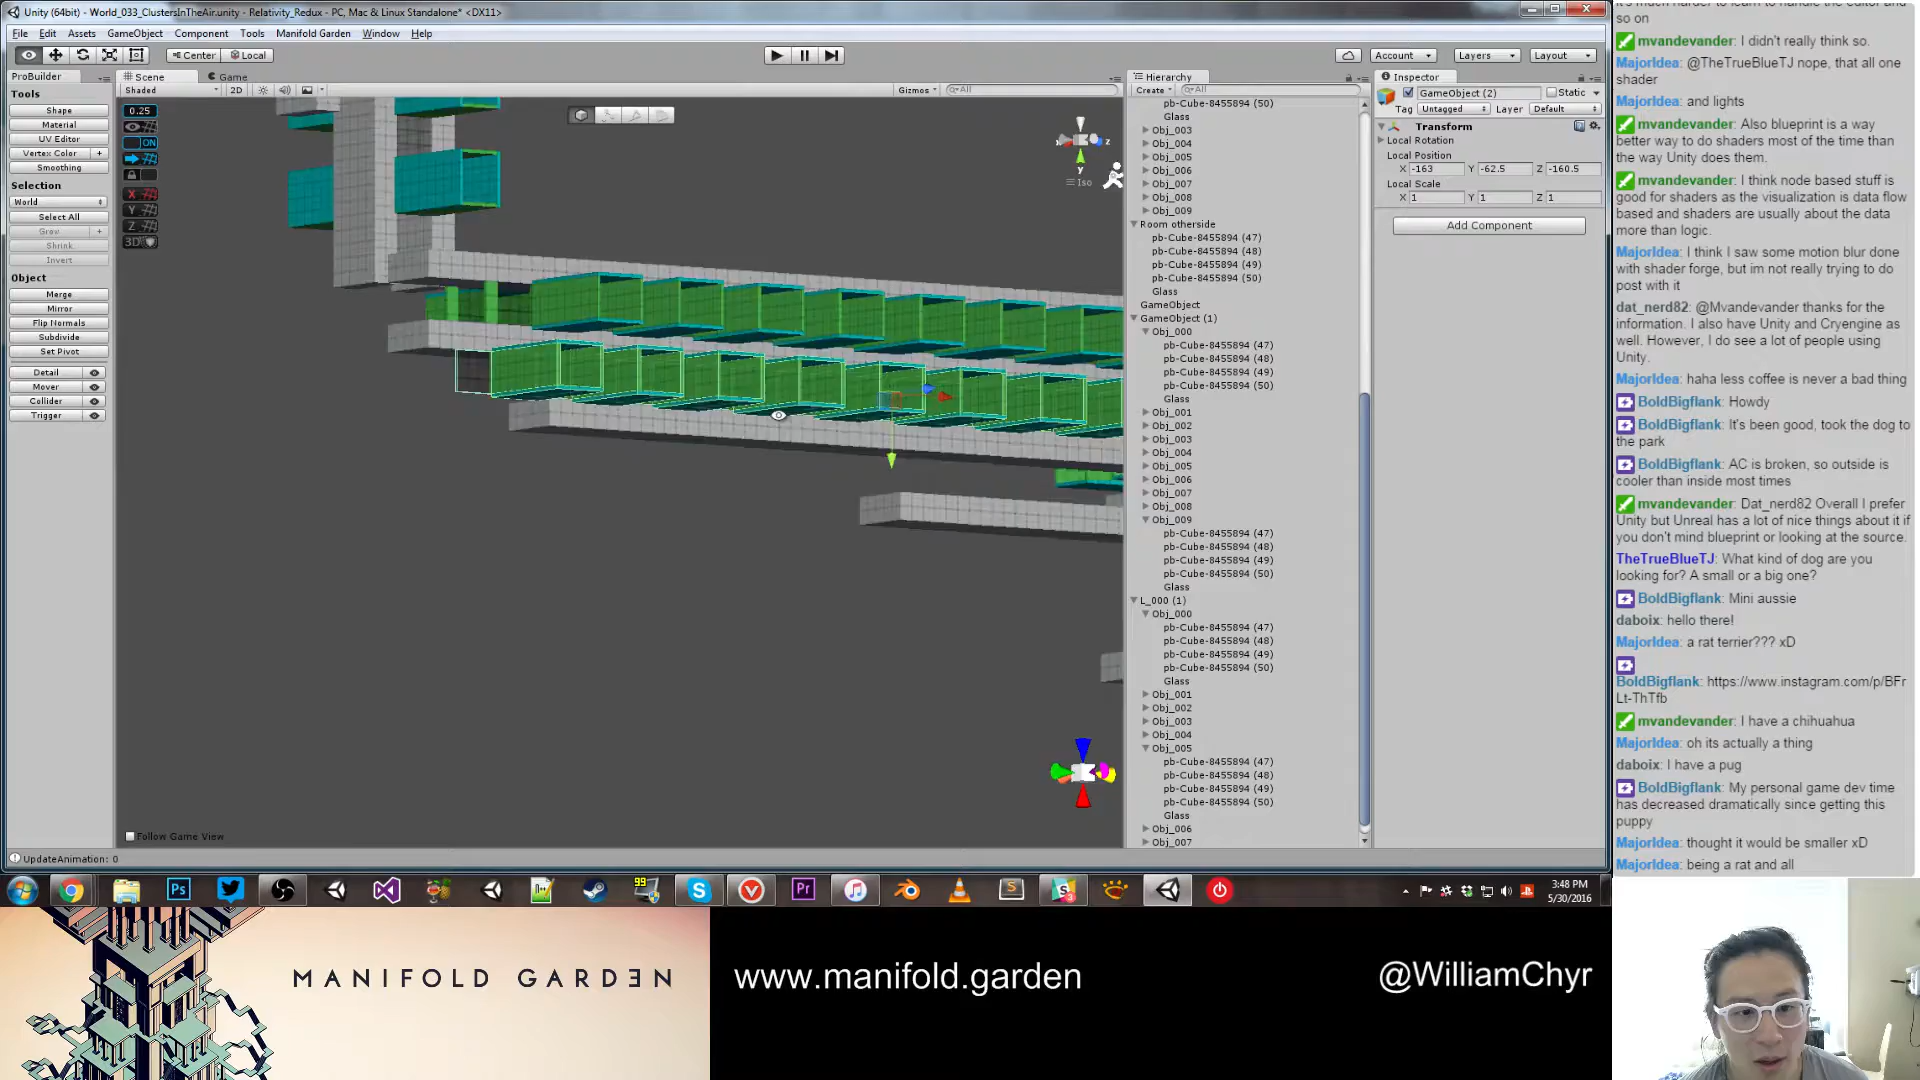 Unity (64bit) - World_033_ClustersInTheAir.unity - Relativity_Redux - PC, Mac & Linux Standalone* <DX11>
File Edit Assets GameObject Component Tools Manifold Garden Window Help
Center Local Account Layers Layout
ProBuilder
Tools
Shape
Material
UV Editor
Vertex Color +
Smoothing
Selection
World
Select All
Grow +
Shrink
Invert
Object
Merge
Mirror
Flip Normals
Subdivide
Set Pivot
Detail
Mover
Collider
Trigger
Scene Game
Shaded 2D Gizmos All
0.25
ON
X
Y
Z
3D
x z
y
Iso
Follow Game View
UpdateAnimation: 0
Hierarchy
Create All
pb-Cube-8455894 (50)
Glass
Obj_003
Obj_004
Obj_005
Obj_006
Obj_007
Obj_008
Obj_009
Room otherside
pb-Cube-8455894 (47)
pb-Cube-8455894 (48)
pb-Cube-8455894 (49)
pb-Cube-8455894 (50)
Glass
GameObject
GameObject (1)
Obj_000
pb-Cube-8455894 (47)
pb-Cube-8455894 (48)
pb-Cube-8455894 (49)
pb-Cube-8455894 (50)
Glass
Obj_001
Obj_002
Obj_003
Obj_004
Obj_005
Obj_006
Obj_007
Obj_008
Obj_009
pb-Cube-8455894 (47)
pb-Cube-8455894 (48)
pb-Cube-8455894 (49)
pb-Cube-8455894 (50)
Glass
L_000 (1)
Obj_000
pb-Cube-8455894 (47)
pb-Cube-8455894 (48)
pb-Cube-8455894 (49)
pb-Cube-8455894 (50)
Glass
Obj_001
Obj_002
Obj_003
Obj_004
Obj_005
pb-Cube-8455894 (47)
pb-Cube-8455894 (48)
pb-Cube-8455894 (49)
pb-Cube-8455894 (50)
Glass
Obj_006
Obj_007
Inspector
GameObject (2) Static
Tag Untagged Layer Default
Transform
Local Rotation
Local Position
X -163 Y -62.5 Z -160.5
Local Scale
X 1 Y 1 Z 1
Add Component
it's much harder to learn to handle the editor and
so on
mvandevander: I didn't really think so.
MajorIdea: @TheTrueBlueTJ nope, that all one
shader
MajorIdea: and lights
mvandevander: Also blueprint is a way
better way to do shaders most of the time than
the way Unity does them.
mvandevander: I think node based stuff is
good for shaders as the visualization is data flow
based and shaders are usually about the data
more than logic.
MajorIdea: I think I saw some motion blur done
with shader forge, but im not really trying to do
post with it
dat_nerd82: @Mvandevander thanks for the
information. I also have Unity and Cryengine as
well. However, I do see a lot of people using
Unity.
MajorIdea: haha less coffee is never a bad thing
BoldBigflank: Howdy
BoldBigflank: It's been good, took the dog to
the park
BoldBigflank: AC is broken, so outside is
cooler than inside most times
mvandevander: Dat_nerd82 Overall I prefer
Unity but Unreal has a lot of nice things about it if
you don't mind blueprint or looking at the source.
TheTrueBlueTJ: What kind of dog are you
looking for? A small or a big one?
BoldBigflank: Mini aussie
daboix: hello there!
MajorIdea: a rat terrier??? xD
BoldBigflank: https://www.instagram.com/p/BFr
Lt-ThTfb
mvandevander: I have a chihuahua
MajorIdea: oh its actually a thing
daboix: I have a pug
BoldBigflank: My personal game dev time
has decreased dramatically since getting this
puppy
MajorIdea: thought it would be smaller xD
MajorIdea: being a rat and all
Ps 99 Pr
3:48 PM
5/30/2016
MANIFOLD GARDƎN
www.manifold.garden
@WilliamChyr